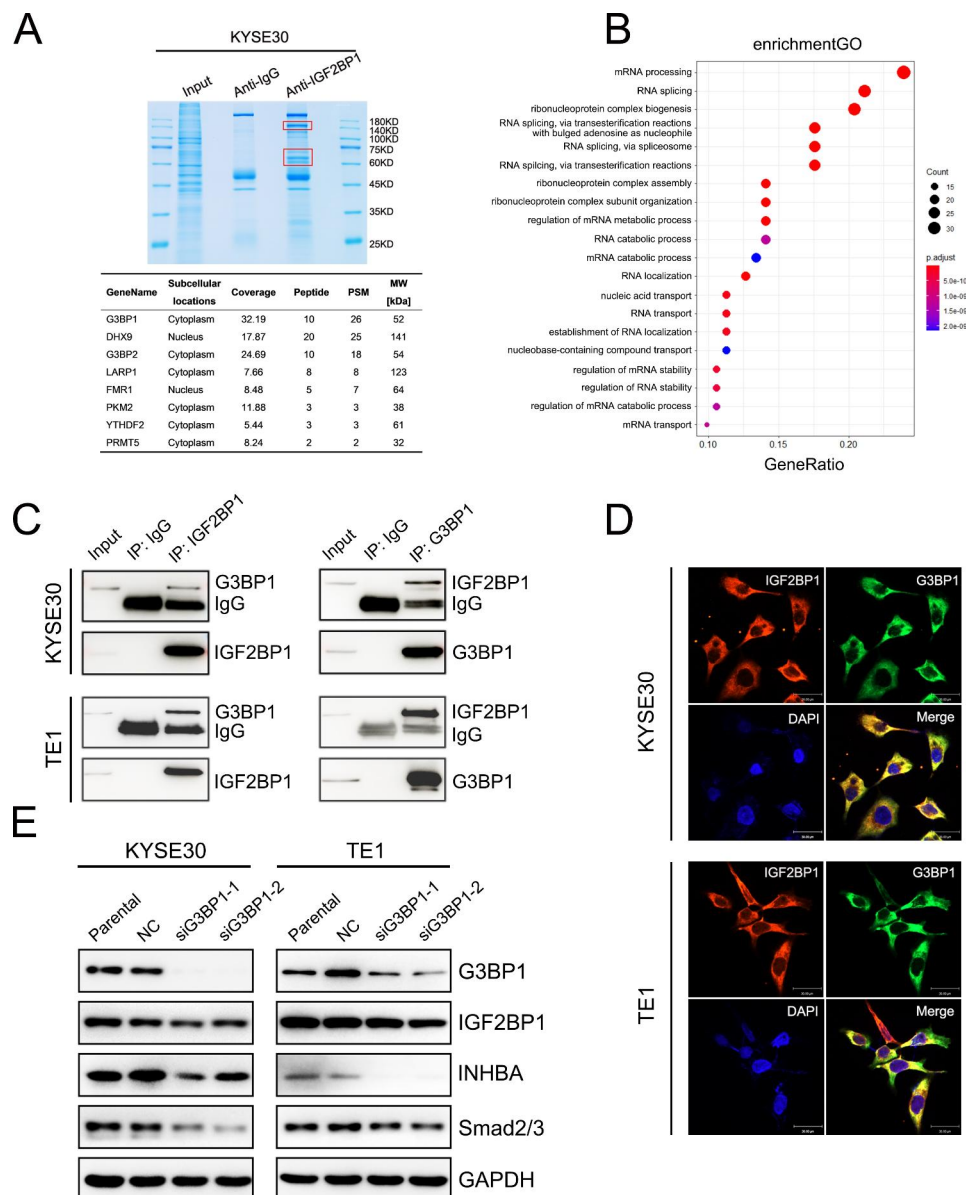 A
KYSE30
Input
Anti-IgG
Anti-IGF2BP1
180KD
140KD
100KD
75KD
60KD
45KD
35KD
25KD
GeneName Subcellular locations Coverage Peptide PSM MW [kDa]
G3BP1 Cytoplasm 32.19 10 26 52
DHX9 Nucleus 17.87 20 25 141
G3BP2 Cytoplasm 24.69 10 18 54
LARP1 Cytoplasm 7.66 8 8 123
FMR1 Nucleus 8.48 5 7 64
PKM2 Cytoplasm 11.88 3 3 38
YTHDF2 Cytoplasm 5.44 3 3 61
PRMT5 Cytoplasm 8.24 2 2 32
B
enrichmentGO
mRNA processing
RNA splicing
ribonucleoprotein complex biogenesis
RNA splicing, via transesterification reactions
with bulged adenosine as nucleophile
RNA splicing, via spliceosome
RNA splicing, via transesterification reactions
ribonucleoprotein complex assembly
ribonucleoprotein complex subunit organization
regulation of mRNA metabolic process
RNA catabolic process
mRNA catabolic process
RNA localization
nucleic acid transport
RNA transport
establishment of RNA localization
nucleobase-containing compound transport
regulation of mRNA stability
regulation of RNA stability
regulation of mRNA catabolic process
mRNA transport
0.10 0.15 0.20
GeneRatio
Count
15
20
25
30
p.adjust
5.0e-10
1.0e-09
1.5e-09
2.0e-09
C
Input
IP: IgG
IP: IGF2BP1
Input
IP: IgG
IP: G3BP1
KYSE30
G3BP1
IgG
IGF2BP1
IGF2BP1
IgG
G3BP1
TE1
G3BP1
IgG
IGF2BP1
IGF2BP1
IgG
G3BP1
D
KYSE30
IGF2BP1
G3BP1
DAPI
Merge
TE1
IGF2BP1
G3BP1
DAPI
Merge
E
KYSE30
TE1
Parental
NC
siG3BP1-1
siG3BP1-2
Parental
NC
siG3BP1-1
siG3BP1-2
G3BP1
IGF2BP1
INHBA
Smad2/3
GAPDH